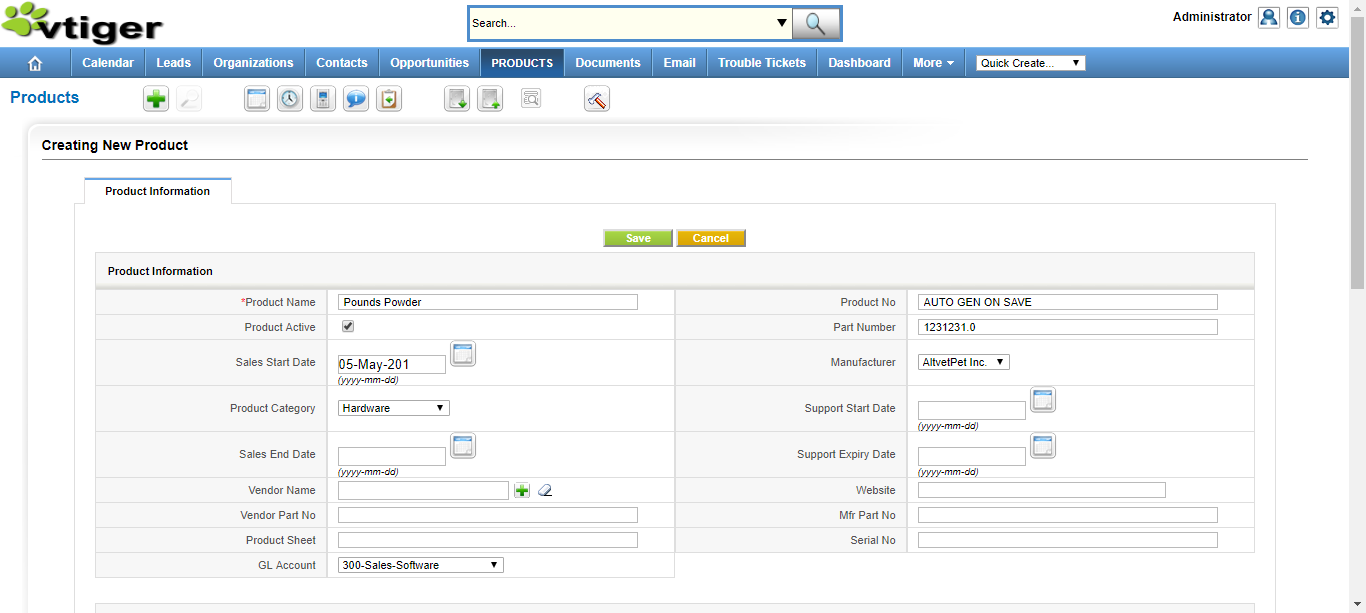 vtiger
Search...
Administrator
Calendar Leads Organizations Contacts Opportunities PRODUCTS Documents Email Trouble Tickets Dashboard More Quick Create...
Products
Creating New Product
Product Information
Save Cancel
Product Information
*Product Name Pounds Powder Product No AUTO GEN ON SAVE
Product Active Part Number 1231231.0
Sales Start Date 05-May-201 Manufacturer AltvetPet Inc.
(yyyy-mm-dd)
Product Category Hardware Support Start Date
(yyyy-mm-dd)
Sales End Date Support Expiry Date
(yyyy-mm-dd) (yyyy-mm-dd)
Vendor Name Website
Vendor Part No Mfr Part No
Product Sheet Serial No
GL Account 300-Sales-Software